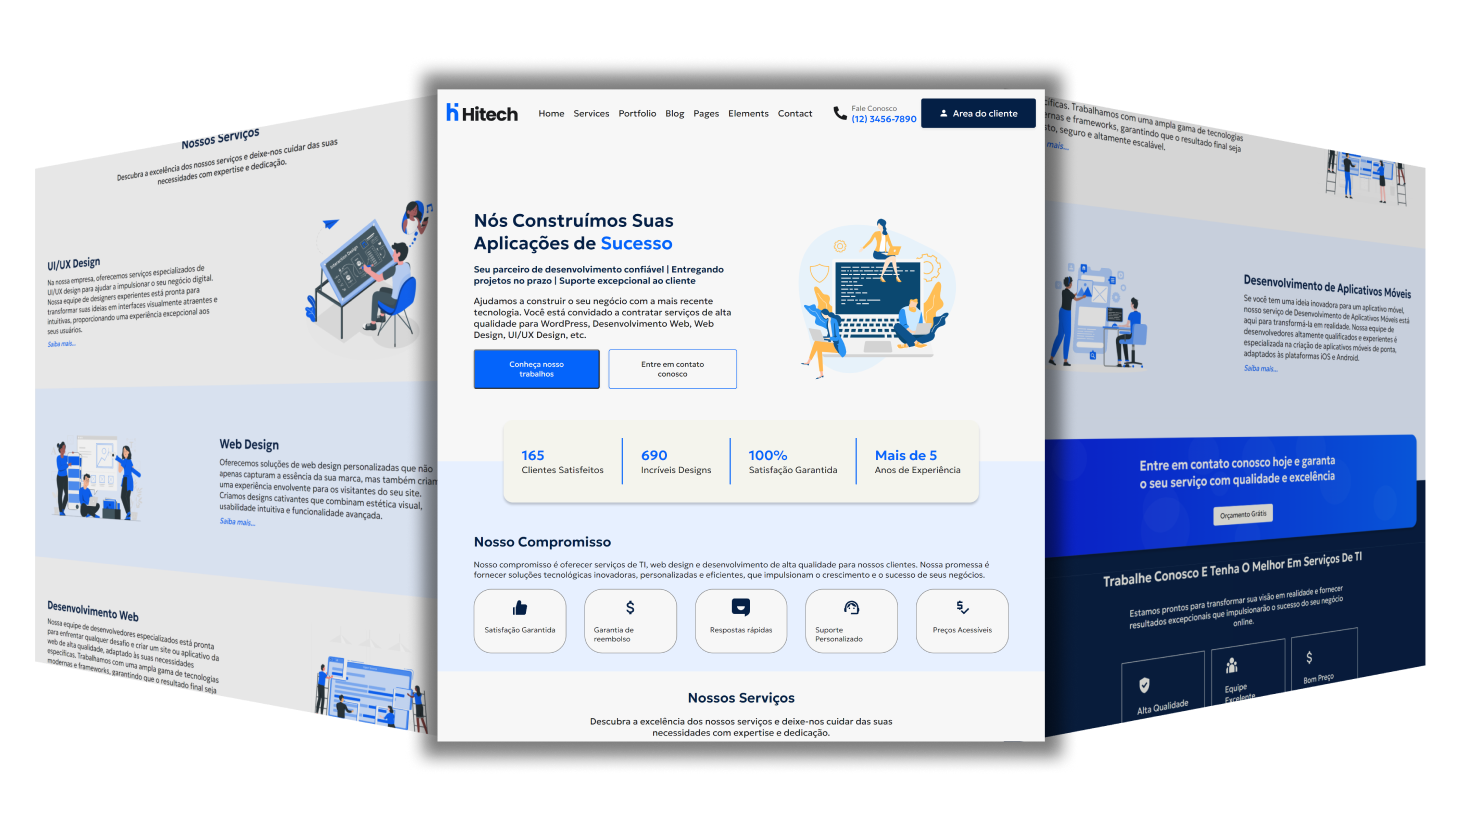 Nossos Serviços
Descubra a excelência dos nossos serviços e deixe-nos cuidar das suas
necessidades com expertise e dedicação.
UI/UX Design
Na nossa empresa, oferecemos serviços especializados de
UI/UX design para ajudar a impulsionar o seu negócio digital.
Nossa equipe de designers experientes está pronta para
transformar suas ideias em interfaces visualmente atraentes e
intuitivas, proporcionando uma experiência excepcional aos
seus usuários.
Saiba mais...
Web Design
Oferecemos soluções de web design personalizadas que não
apenas capturam a essência da sua marca, mas também criam
uma experiência envolvente para os visitantes do seu site.
Criamos designs cativantes que combinam estética visual,
usabilidade intuitiva e funcionalidade avançada.
Saiba mais...
Desenvolvimento Web
Nossa equipe de desenvolvedores especializados está pronta
para enfrentar qualquer desafio e criar um site ou aplicativo da
web de alta qualidade, adaptado às suas necessidades
específicas. Trabalhamos com uma ampla gama de tecnologias
modernas e frameworks, garantindo que o resultado final seja
Hitech
Home Services Portfolio Blog Pages Elements Contact
Fale Conosco
(12) 3456-7890
Area do cliente
Nós Construímos Suas
Aplicações de Sucesso
Seu parceiro de desenvolvimento confiável | Entregando
projetos no prazo | Suporte excepcional ao cliente
Ajudamos a construir o seu negócio com a mais recente
tecnologia. Você está convidado a contratar serviços de alta
qualidade para WordPress, Desenvolvimento Web, Web
Design, UI/UX Design, etc.
Conheça nosso
trabalhos
Entre em contato
conosco
165
Clientes Satisfeitos
690
Incríveis Designs
100%
Satisfação Garantida
Mais de 5
Anos de Experiência
Nosso Compromisso
Nosso compromisso é oferecer serviços de TI, web design e desenvolvimento de alta qualidade para nossos clientes. Nossa promessa é
fornecer soluções tecnológicas inovadoras, personalizadas e eficientes, que impulsionam o crescimento e o sucesso de seus negócios.
Satisfação Garantida
Garantia de
reembolso
Respostas rápidas
Suporte
Personalizado
Preços Acessíveis
Nossos Serviços
Descubra a excelência dos nossos serviços e deixe-nos cuidar das suas
necessidades com expertise e dedicação.
cíficas. Trabalhamos com uma ampla gama de tecnologias
rnas e frameworks, garantindo que o resultado final seja
sto, seguro e altamente escalável.
mais...
Desenvolvimento de Aplicativos Móveis
Se você tem uma ideia inovadora para um aplicativo móvel,
nosso serviço de Desenvolvimento de Aplicativos Móveis está
aqui para transformá-la em realidade. Nossa equipe de
desenvolvedores altamente qualificados e experientes é
especializada na criação de aplicativos móveis de ponta,
adaptados às plataformas iOS e Android.
Saiba mais...
Entre em contato conosco hoje e garanta
o seu serviço com qualidade e excelência
Orçamento Grátis
Trabalhe Conosco E Tenha O Melhor Em Serviços De TI
Estamos prontos para transformar sua visão em realidade e fornecer
resultados excepcionais que impulsionarão o sucesso do seu negócio
online.
Alta Qualidade
Equipe
Excelente
Bom Preço